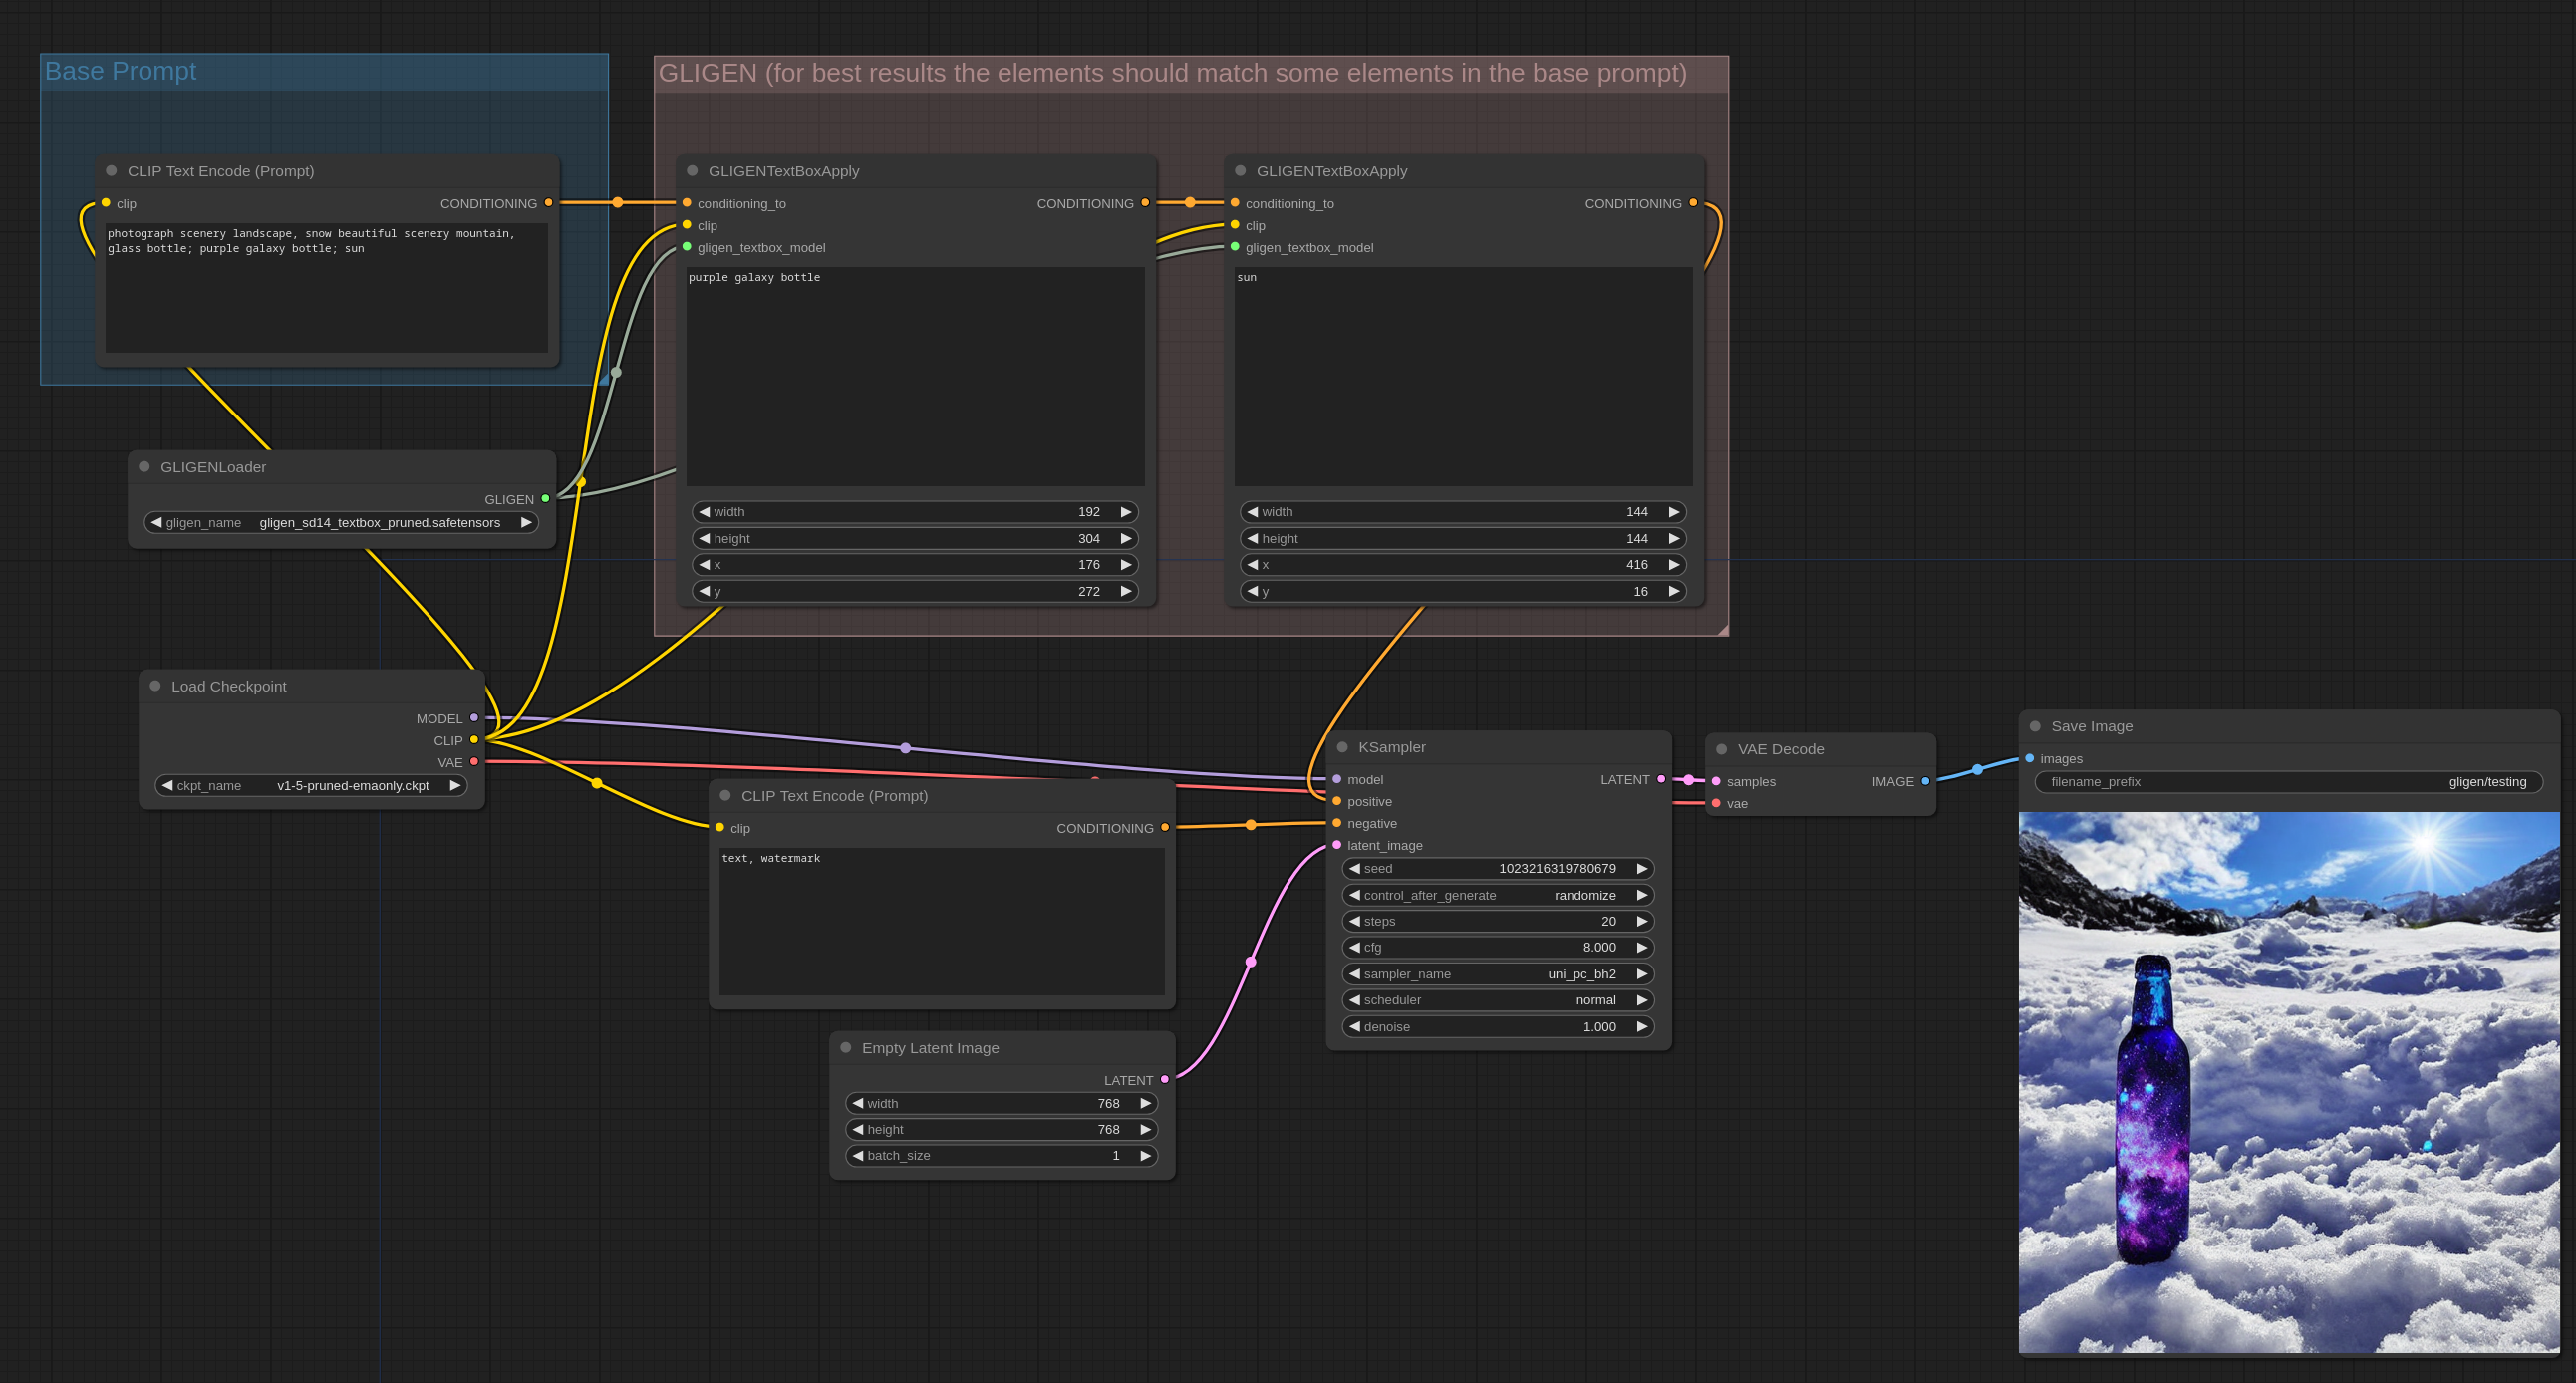 Base Prompt
CLIP Text Encode (Prompt)
clip
CONDITIONING
photograph scenery landscape, snow beautiful scenery mountain,
glass bottle; purple galaxy bottle; sun
GLIGEN (for best results the elements should match some elements in the base prompt)
GLIGENTextBoxApply
conditioning_to
CONDITIONING
clip
gligen_textbox_model
purple galaxy bottle
width 192
height 304
x 176
y 272
GLIGENTextBoxApply
conditioning_to
CONDITIONING
clip
gligen_textbox_model
sun
width 144
height 144
x 416
y 16
GLIGENLoader
GLIGEN
gligen_name gligen_sd14_textbox_pruned.safetensors
Load Checkpoint
MODEL
CLIP
VAE
ckpt_name v1-5-pruned-emaonly.ckpt
CLIP Text Encode (Prompt)
clip
CONDITIONING
text, watermark
Empty Latent Image
LATENT
width 768
height 768
batch_size 1
KSampler
model
LATENT
positive
negative
latent_image
seed 1023216319780679
control_after_generate randomize
steps 20
cfg 8.000
sampler_name uni_pc_bh2
scheduler normal
denoise 1.000
VAE Decode
samples
IMAGE
vae
Save Image
images
filename_prefix gligen/testing